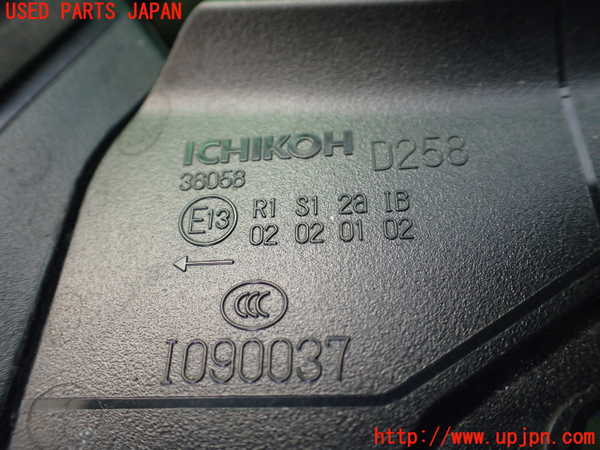 USED PARTS JAPAN
ICHIKOH D258
38058
E13 R1 S1 2a IB
02 02 01 02
CCC
I090037
http://www.upjpn.com/